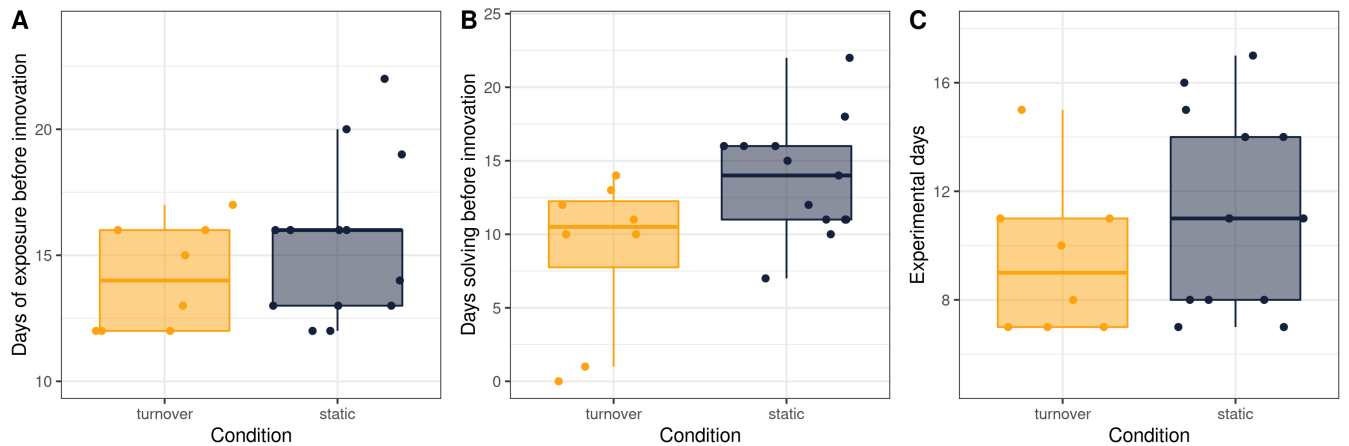 A
Days of exposure before innovation
20
15
10
turnover
static
Condition
B
Days solving before innovation
25
20
15
10
5
0
turnover
static
Condition
C
Experimental days
16
12
8
turnover
static
Condition